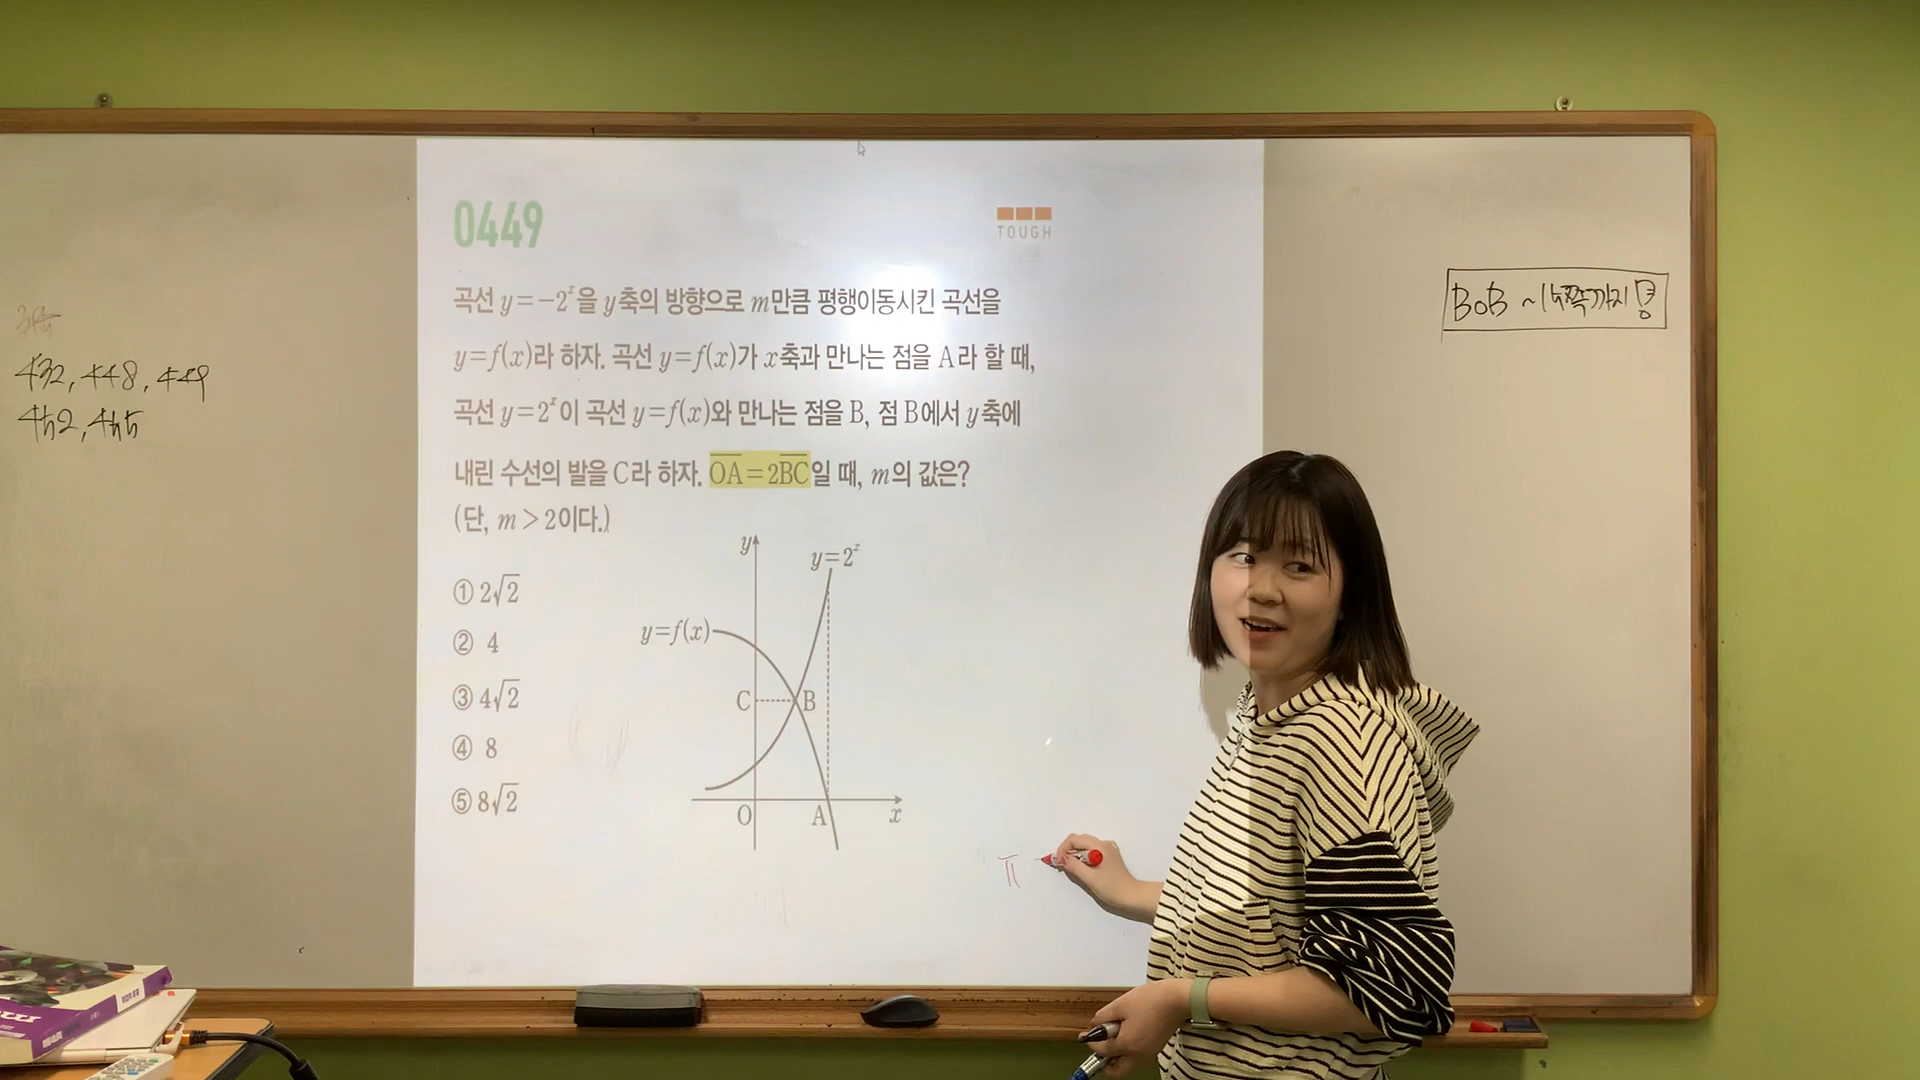 0449
TOUGH
곡선 y=-2^x을 y축의 방향으로 m만큼 평행이동시킨 곡선을
y=f(x)라 하자. 곡선 y=f(x)가 x축과 만나는 점을 A라 할 때,
곡선 y=2^x이 곡선 y=f(x)와 만나는 점을 B, 점 B에서 y축에
내린 수선의 발을 C라 하자. \overline{OA}=2\overline{BC}일 때, m의 값은?
(단, m>2이다.)
① 2√2
② 4
③ 4√2
④ 8
⑤ 8√2
y
y=2^x
y=f(x)
C
B
O
A
x
432, 448, 449
452, 455
BOB
π